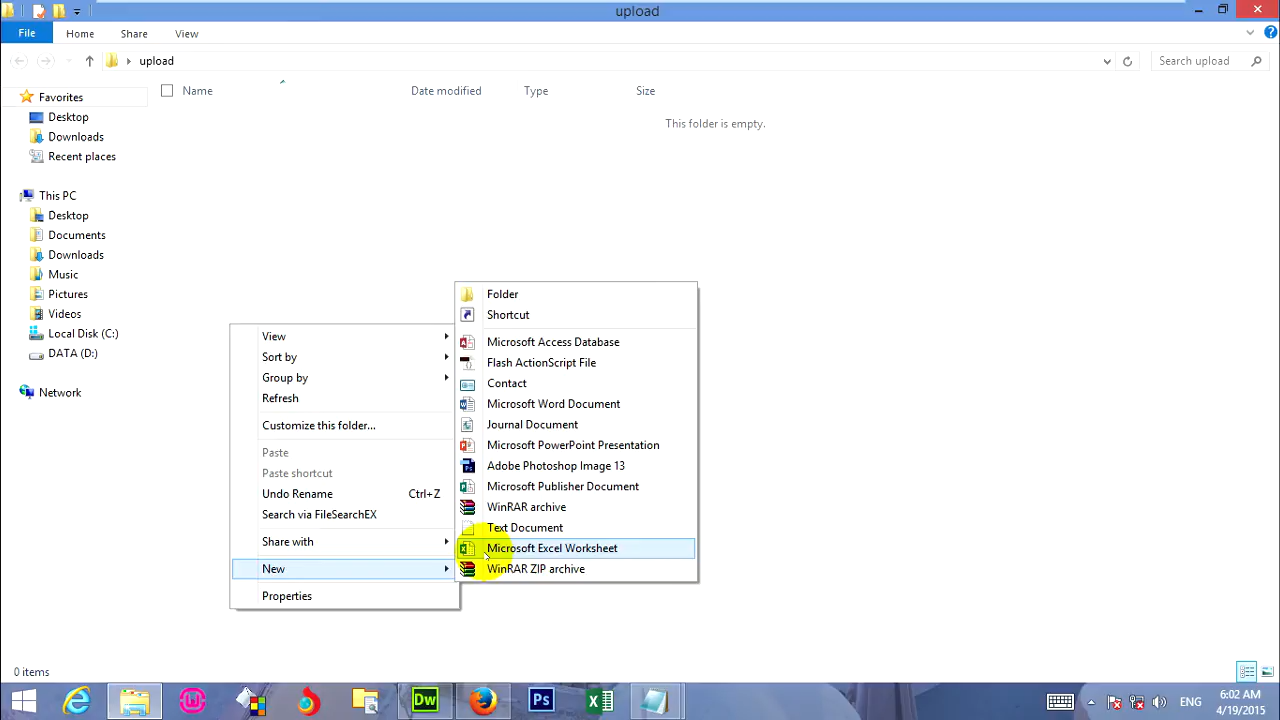 upload
File Home Share View
upload Search upload
Name Date modified Type Size
This folder is empty.
Favorites
Desktop
Downloads
Recent places
This PC
Desktop
Documents
Downloads
Music
Pictures
Videos
Local Disk (C:)
DATA (D:)
Network
View
Sort by
Group by
Refresh
Customize this folder...
Paste
Paste shortcut
Undo Rename Ctrl+Z
Search via FileSearchEX
Share with
New
Properties
Folder
Shortcut
Microsoft Access Database
Flash ActionScript File
Contact
Microsoft Word Document
Journal Document
Microsoft PowerPoint Presentation
Adobe Photoshop Image 13
Microsoft Publisher Document
WinRAR archive
Text Document
Microsoft Excel Worksheet
WinRAR ZIP archive
0 items
Dw Ps
ENG
6:02 AM
4/19/2015